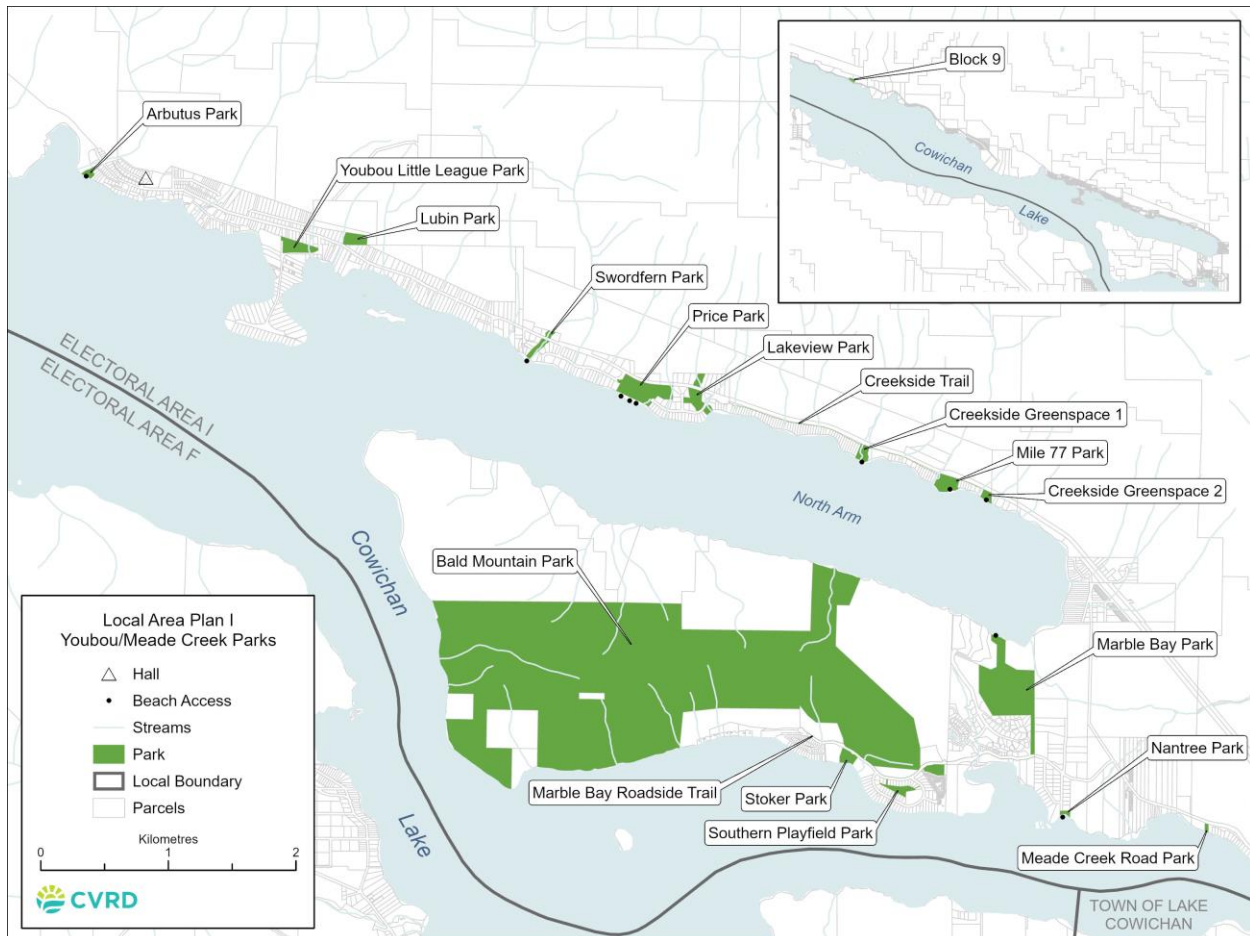 Block 9
Cowichan
Lake
Arbutus Park
Youbou Little League Park
Lubin Park
Swordfern Park
Price Park
Lakeview Park
Creekside Trail
Creekside Greenspace 1
Mile 77 Park
Creekside Greenspace 2
ELECTORAL AREA I
ELECTORAL AREA F
North Arm
Cowichan
Lake
Bald Mountain Park
Marble Bay Park
Nantree Park
Marble Bay Roadside Trail
Stoker Park
Southern Playfield Park
Meade Creek Road Park
TOWN OF LAKE
COWICHAN
Local Area Plan I
Youbou/Meade Creek Parks
Hall
Beach Access
Streams
Park
Local Boundary
Parcels
Kilometres
0 1 2
CVRD